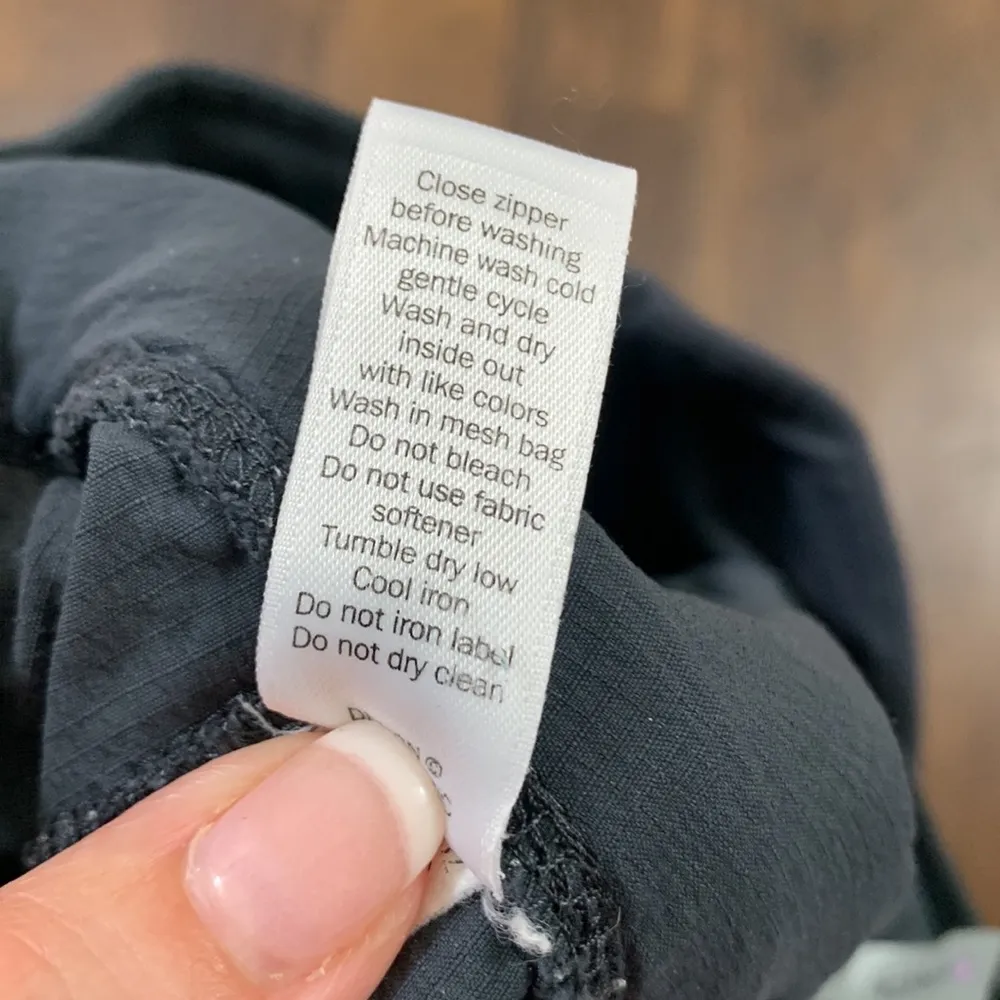 Close zipper
before washing
Machine wash cold
gentle cycle
Wash and dry
inside out
with like colors
Wash in mesh bag
Do not bleach
Do not use fabric
softener
Tumble dry low
Cool iron
Do not iron label
Do not dry clean